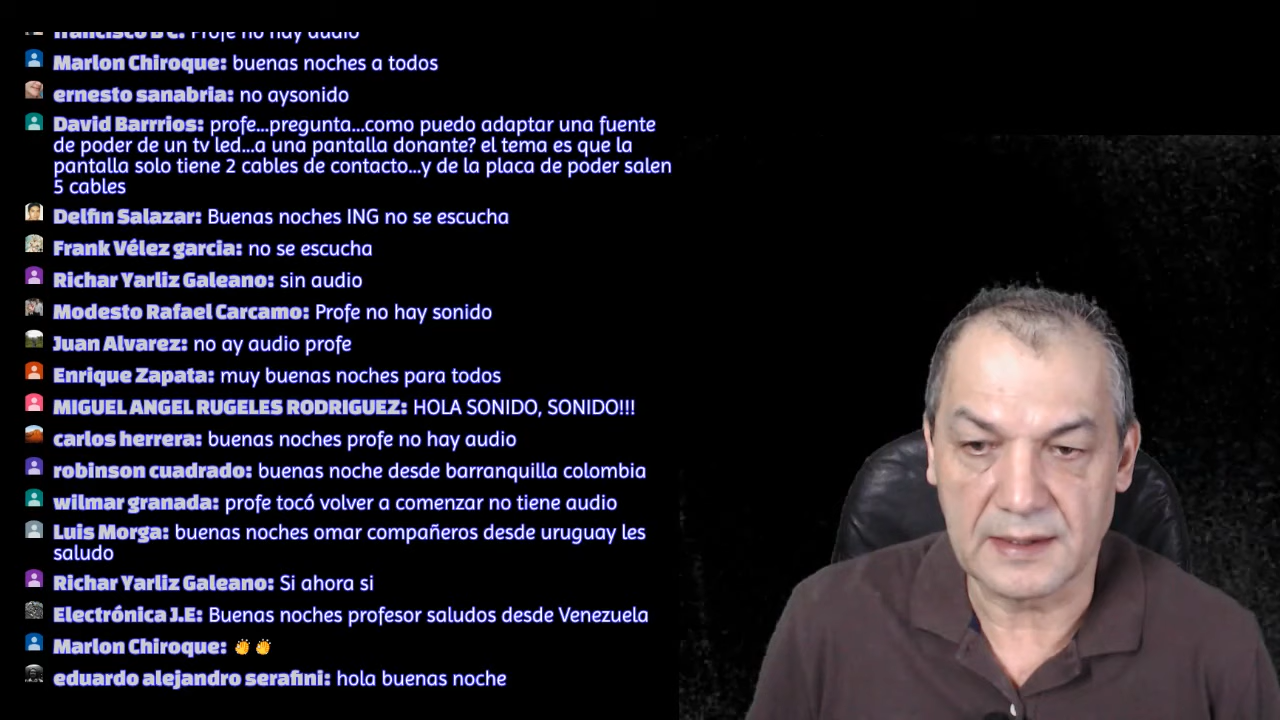 francisco B C: Profe no hay audio
Marlon Chiroque: buenas noches a todos
ernesto sanabria: no aysonido
David Barrrios: profe...pregunta...como puedo adaptar una fuente
de poder de un tv led...a una pantalla donante? el tema es que la
pantalla solo tiene 2 cables de contacto...y de la placa de poder salen
5 cables
Delfin Salazar: Buenas noches ING no se escucha
Frank Vélez garcia: no se escucha
Richar Yarliz Galeano: sin audio
Modesto Rafael Carcamo: Profe no hay sonido
Juan Alvarez: no ay audio profe
Enrique Zapata: muy buenas noches para todos
MIGUEL ANGEL RUGELES RODRIGUEZ: HOLA SONIDO, SONIDO!!!
carlos herrera: buenas noches profe no hay audio
robinson cuadrado: buenas noche desde barranquilla colombia
wilmar granada: profe tocó volver a comenzar no tiene audio
Luis Morga: buenas noches omar compañeros desde uruguay les
saludo
Richar Yarliz Galeano: Si ahora si
Electrónica J.E: Buenas noches profesor saludos desde Venezuela
Marlon Chiroque: 👏👏
eduardo alejandro serafini: hola buenas noche